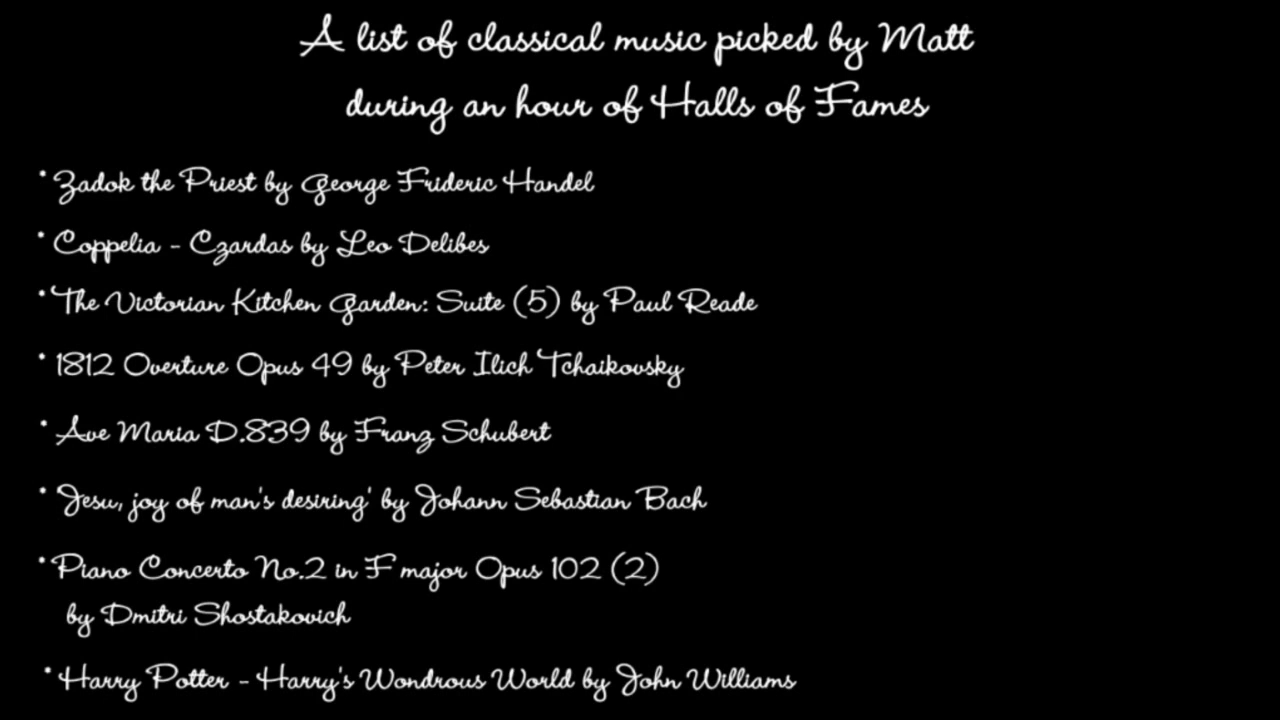 A list of classical music picked by Matt
during an hour of Halls of Fames
* Zadok the Priest by George Frideric Handel
* Coppelia - Czardas by Leo Delibes
* The Victorian Kitchen Garden: Suite (5) by Paul Reade
* 1812 Overture Opus 49 by Peter Ilich Tchaikovsky
* Ave Maria D.839 by Franz Schubert
* 'Jesu, joy of man's desiring' by Johann Sebastian Bach
* Piano Concerto No.2 in F major Opus 102 (2)
by Dmitri Shostakovich
* Harry Potter - Harry's Wondrous World by John Williams